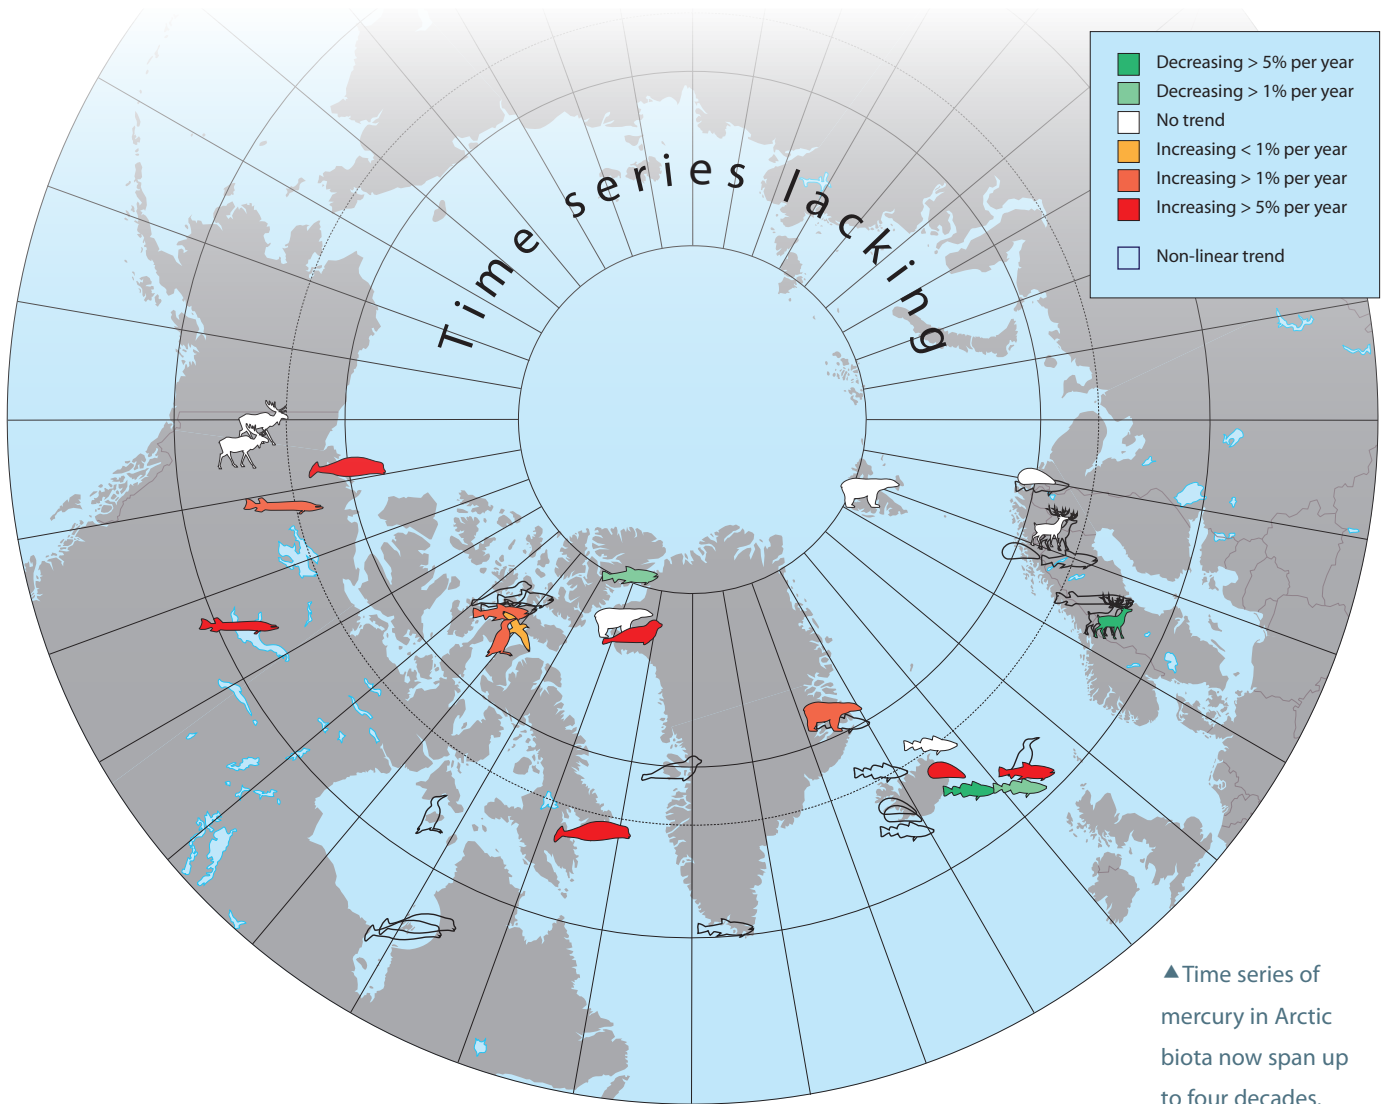 Decreasing > 5% per year
Decreasing > 1% per year
No trend
Increasing < 1% per year
Increasing > 1% per year
Increasing > 5% per year
Non-linear trend
Time series lacking
▲Time series of
mercury in Arctic
biota now span up
to four decades.